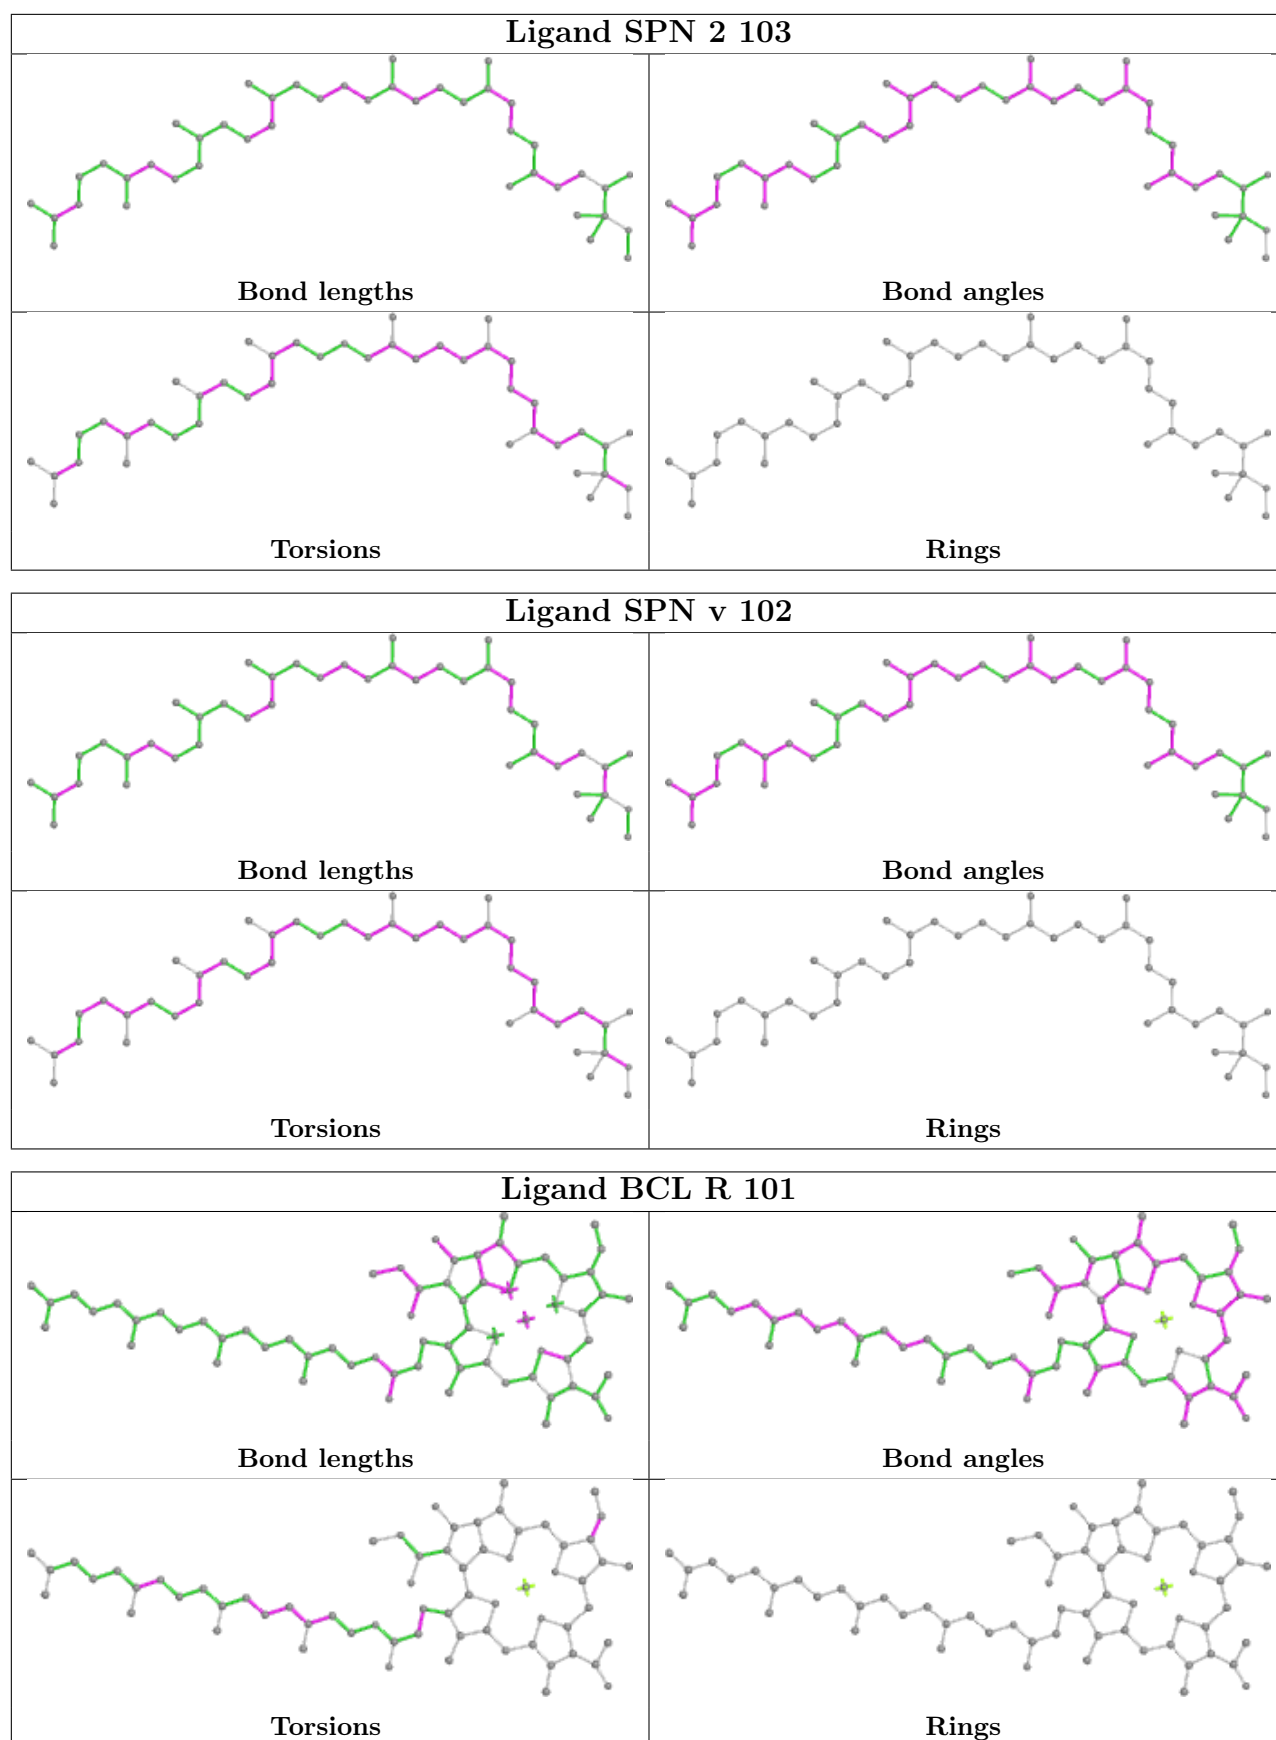 Ligand SPN 2 103
Bond lengths
Bond angles
Torsions
Rings
Ligand SPN v 102
Bond lengths
Bond angles
Torsions
Rings
Ligand BCL R 101
Bond lengths
Bond angles
Torsions
Rings